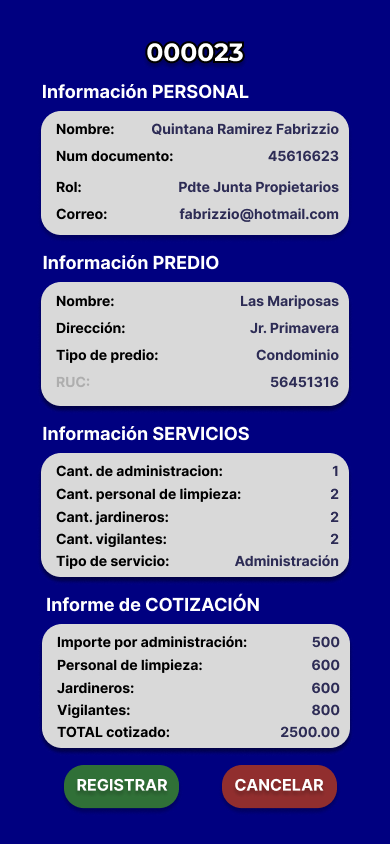 000023
Información PERSONAL
Nombre: Quintana Ramirez Fabrizzio
Num documento: 45616623
Rol: Pdte Junta Propietarios
Correo: fabrizzio@hotmail.com
Información PREDIO
Nombre: Las Mariposas
Dirección: Jr. Primavera
Tipo de predio: Condominio
RUC: 56451316
Información SERVICIOS
Cant. de administracion: 1
Cant. personal de limpieza: 2
Cant. jardineros: 2
Cant. vigilantes: 2
Tipo de servicio: Administración
Informe de COTIZACIÓN
Importe por administración: 500
Personal de limpieza: 600
Jardineros: 600
Vigilantes: 800
TOTAL cotizado: 2500.00
REGISTRAR CANCELAR